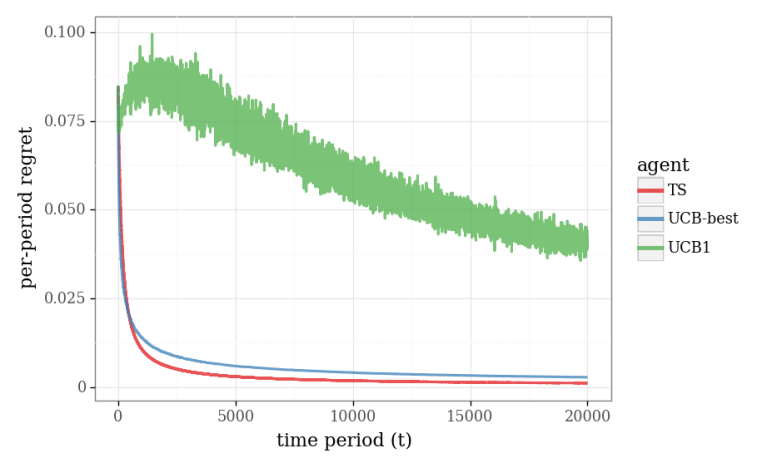 0.100
0.075
0.050
0.025
0
per-period regret
0
5000
10000
15000
20000
time period (t)
agent
TS
UCB-best
UCB1